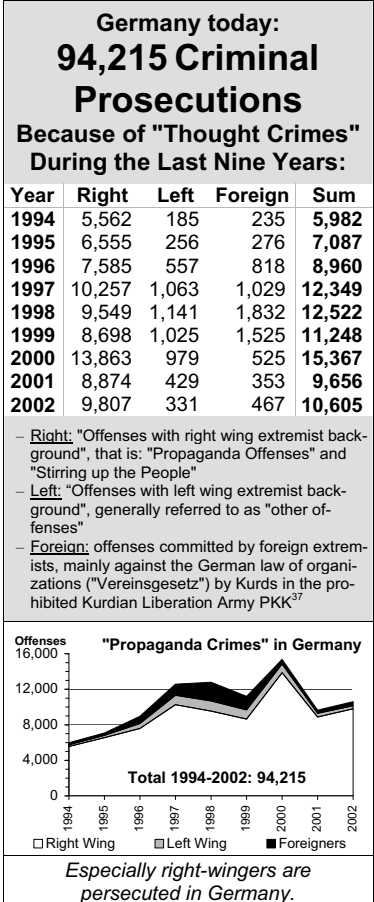 Germany today:
94,215 Criminal
Prosecutions
Because of "Thought Crimes"
During the Last Nine Years:
Year Right Left Foreign Sum
1994 5,562 185 235 5,982
1995 6,555 256 276 7,087
1996 7,585 557 818 8,960
1997 10,257 1,063 1,029 12,349
1998 9,549 1,141 1,832 12,522
1999 8,698 1,025 1,525 11,248
2000 13,863 979 525 15,367
2001 8,874 429 353 9,656
2002 9,807 331 467 10,605
– Right: "Offenses with right wing extremist back-
ground", that is: "Propaganda Offenses" and
"Stirring up the People"
– Left: “Offenses with left wing extremist back-
ground", generally referred to as "other of-
fenses"
– Foreign: offenses committed by foreign extrem-
ists, mainly against the German law of organi-
zations ("Vereinsgesetz") by Kurds in the pro-
hibited Kurdian Liberation Army PKK37
Offenses "Propaganda Crimes" in Germany
16,000
12,000
8,000
4,000
Total 1994-2002: 94,215
0
1994 1995 1996 1997 1998 1999 2000 2001 2002
Right Wing Left Wing Foreigners
Especially right-wingers are
persecuted in Germany.